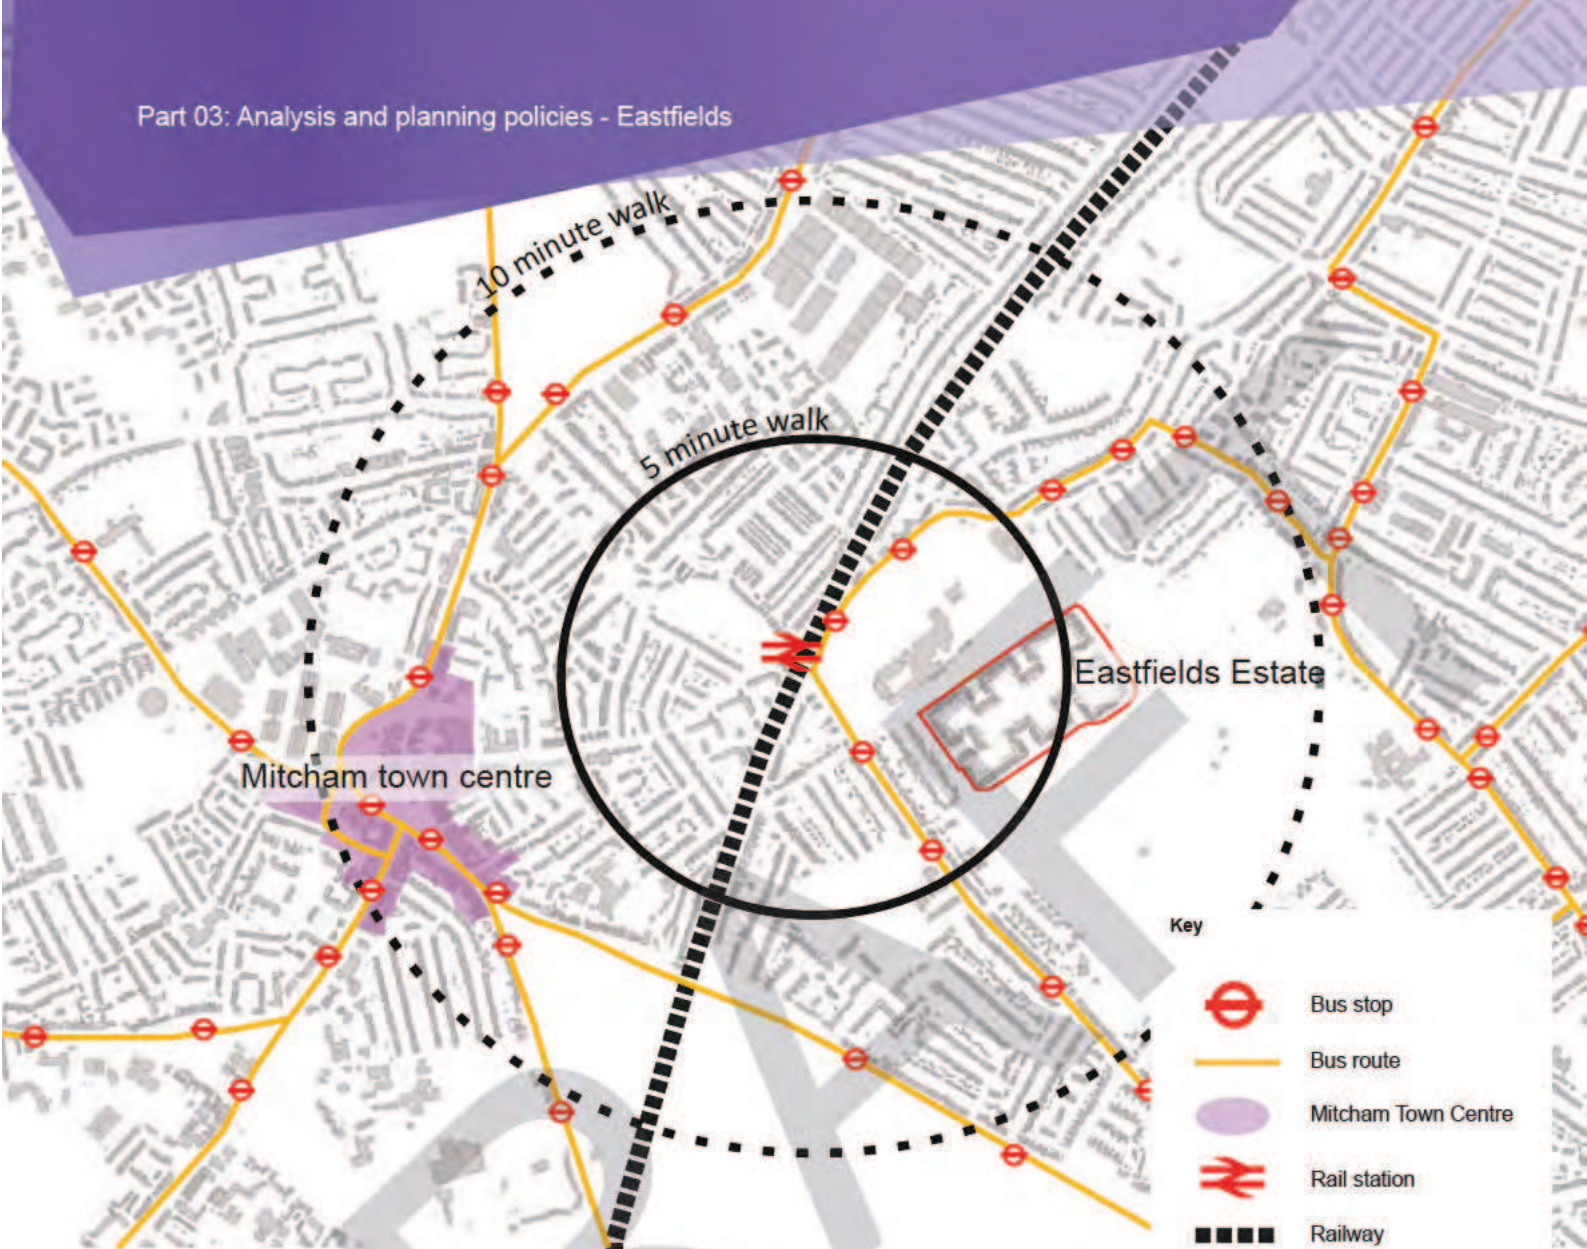 Part 03: Analysis and planning policies - Eastfields
10 minute walk
5 minute walk
Eastfields Estate
Mitcham town centre
Key
Bus stop
Bus route
Mitcham Town Centre
Rail station
Railway